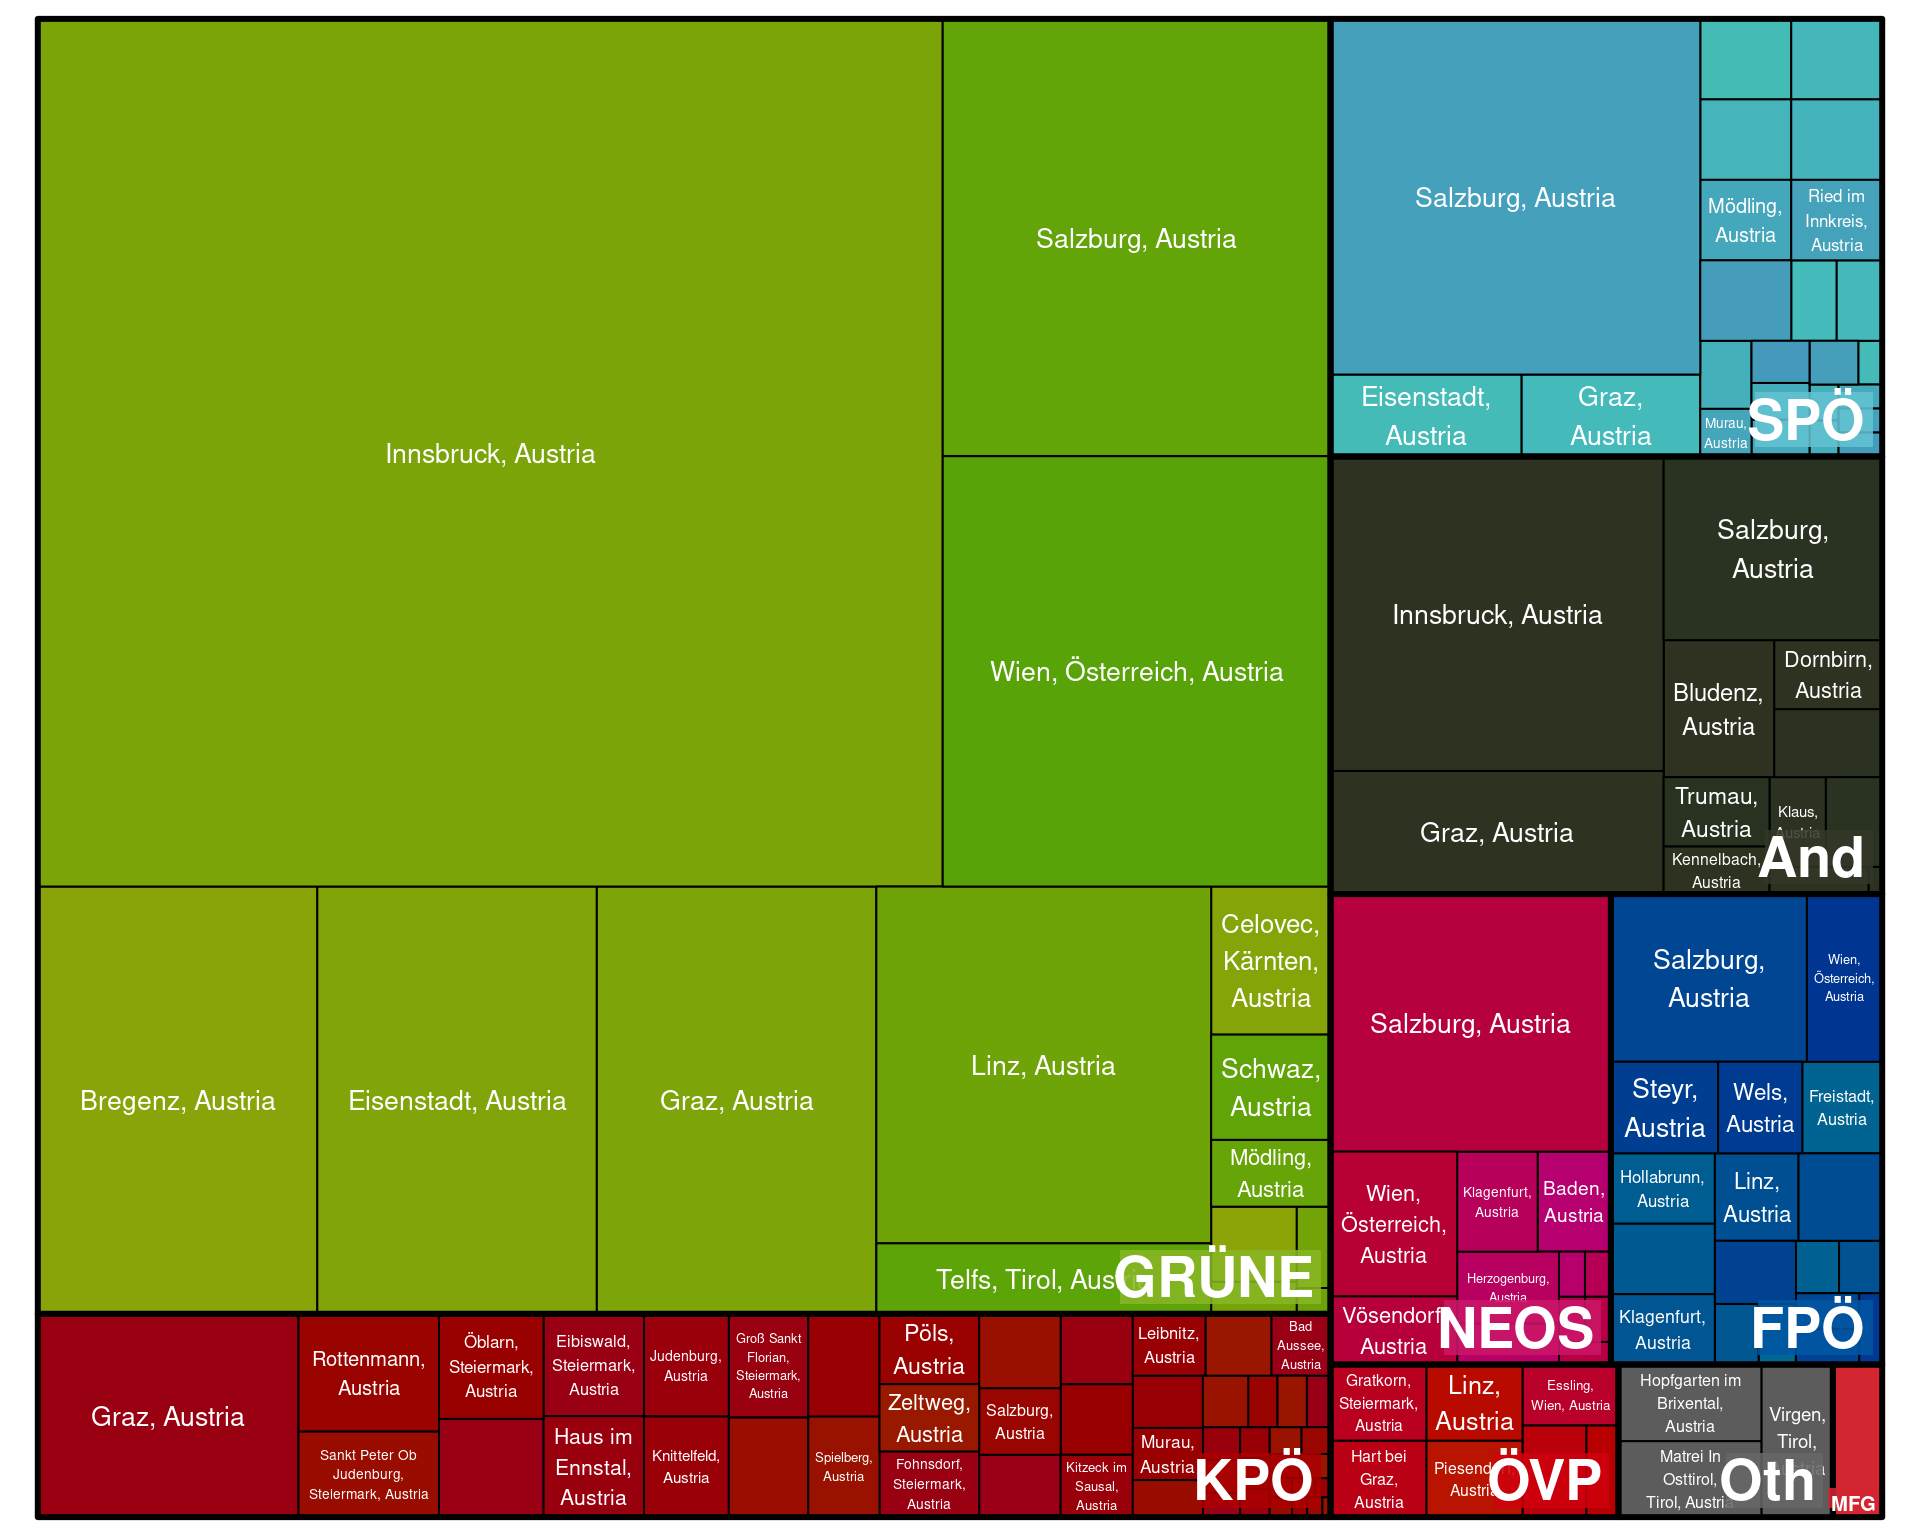 Innsbruck, Austria
Salzburg, Austria
Wien, Österreich, Austria
Bregenz, Austria
Eisenstadt, Austria
Graz, Austria
Linz, Austria
Celovec,
Kärnten,
Austria
Schwaz,
Austria
Mödling,
Austria
Telfs, Tirol, Aus
GRÜNE
Salzburg, Austria
Eisenstadt,
Austria
Graz,
Austria
Mödling,
Austria
Ried im
Innkreis,
Austria
Murau,
Austria
SPÖ
Innsbruck, Austria
Salzburg,
Austria
Graz, Austria
Bludenz,
Austria
Dornbirn,
Austria
Trumau,
Austria
Klaus,
Austria
Kennelbach,
Austria
And
Salzburg, Austria
Wien,
Österreich,
Austria
Klagenfurt,
Austria
Baden,
Austria
Herzogenburg,
Austria
Vösendorf,
Austria
NEOS
Salzburg,
Austria
Wien,
Österreich,
Austria
Steyr,
Austria
Wels,
Austria
Freistadt,
Austria
Hollabrunn,
Austria
Linz,
Austria
Klagenfurt,
Austria
FPÖ
Graz, Austria
Rottenmann,
Austria
Sankt Peter Ob
Judenburg,
Steiermark, Austria
Öblarn,
Steiermark,
Austria
Eibiswald,
Steiermark,
Austria
Haus im
Ennstal,
Austria
Judenburg,
Austria
Knittelfeld,
Austria
Groß Sankt
Florian,
Steiermark,
Austria
Spielberg,
Austria
Pöls,
Austria
Zeltweg,
Austria
Fohnsdorf,
Steiermark,
Austria
Salzburg,
Austria
Kitzeck im
Sausal,
Austria
Leibnitz,
Austria
Murau,
Austria
Bad
Aussee,
Austria
KPÖ
Gratkorn,
Steiermark,
Austria
Hart bei
Graz,
Austria
Linz,
Austria
Piesendorf,
Austria
Essling,
Wien, Austria
ÖVP
Hopfgarten im
Brixental,
Austria
Matrei In
Osttirol,
Tirol, Austria
Virgen,
Tirol,
Austria
Oth
MFG